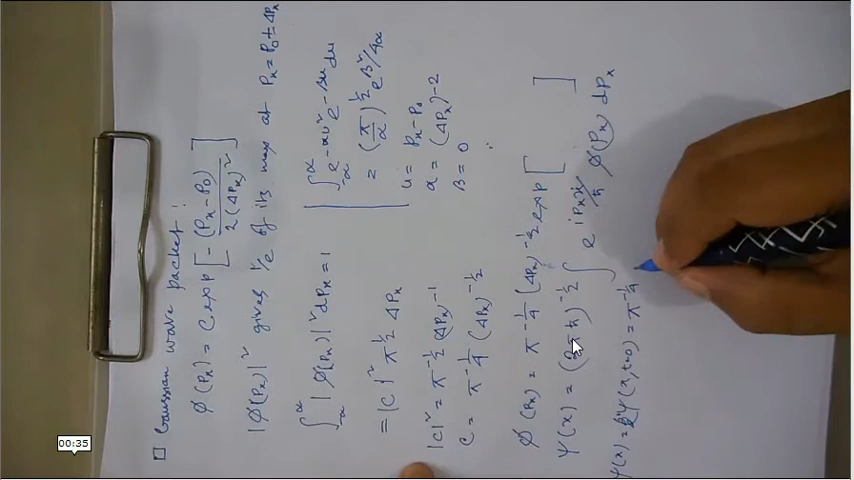 □ Gaussian wave packet :
φ(Px) = C exp[ -(Px-P0) / 2(ΔPx)² ]
|φ(Px)|² gives 1/e of its max at Px = P0 ± ΔPx
∫_{-α}^{α} |φ(Px)|² dPx = 1
= |C|² π^{1/2} ΔPx
|C|² = π^{-1/2} (ΔPx)^{-1}
C = π^{-1/4} (ΔPx)^{-1/2}
∫_{-α}^{α} e^{-αu²} e^{-βu} du
= (π/α)^{1/2} e^{β²/4α}
u = Px - P0
α = (ΔPx)^{-2}
β = 0
φ(Px) = π^{-1/4} (ΔPx)^{-1/2} exp[ ]
ψ(x) = ( ħ)^{-1/2} ∫ e^{iPx x/ħ} φ(Px) dPx
ψ(x) = ψ(x, t=0) = π^{-1/4}
00:35